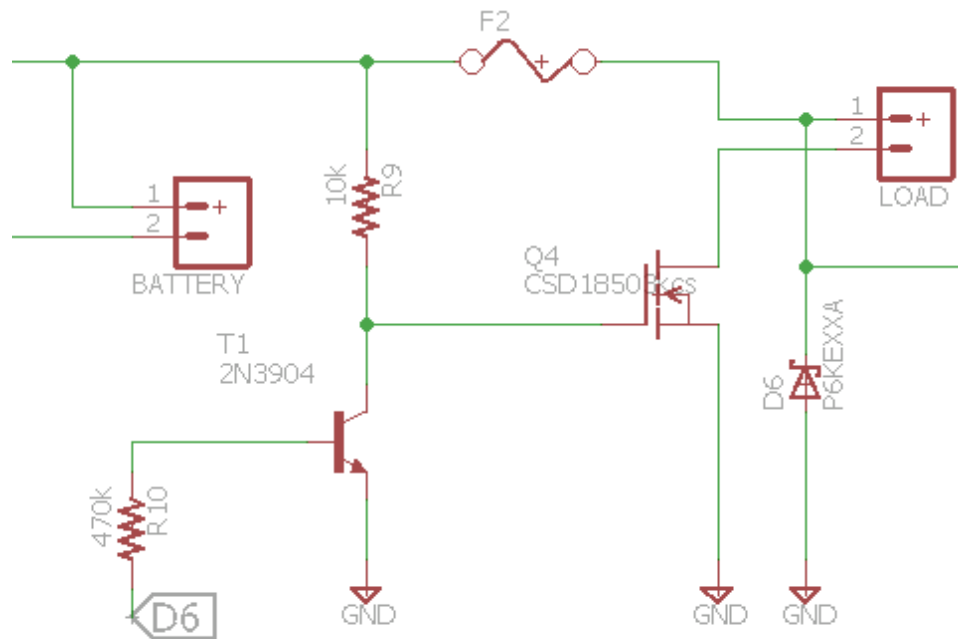 F2
1
2
LOAD
10k
R9
1
2
BATTERY
Q4
T1
2N3904
D6
P6KEXXA
470k
R10
D6
GND
GND
GND